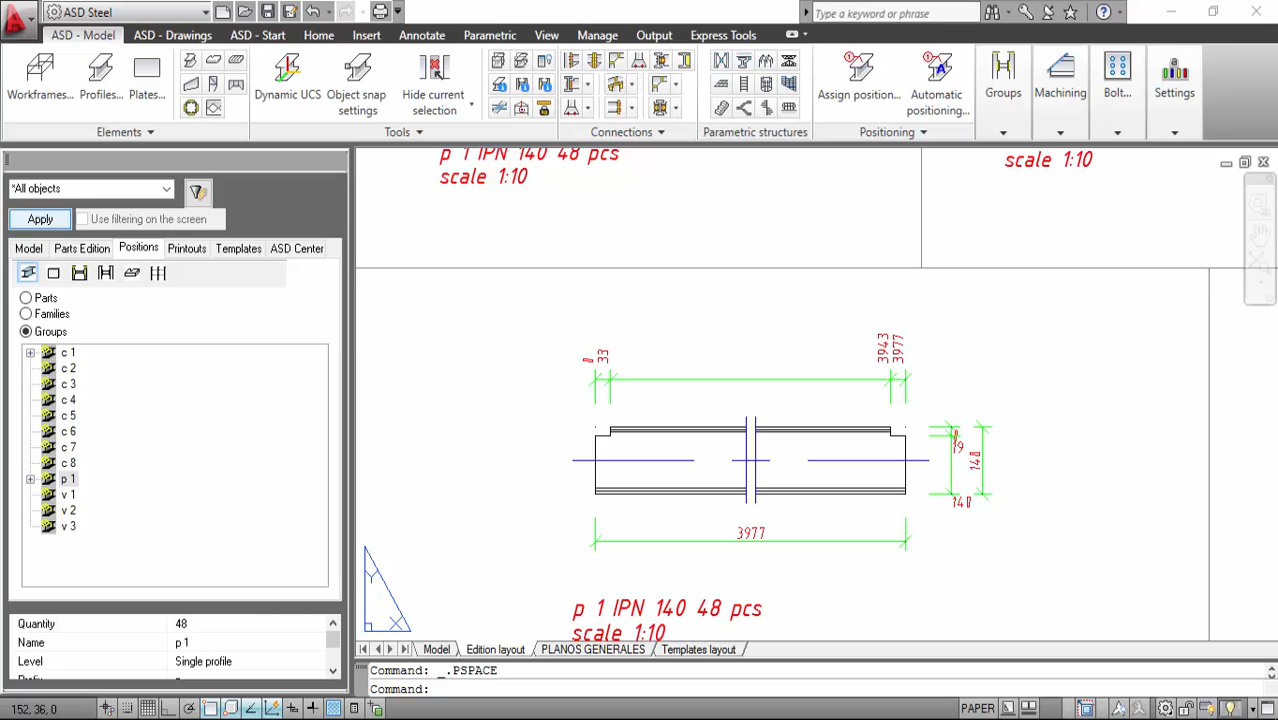 ASD Steel
Type a keyword or phrase
ASD - Model
ASD - Drawings
ASD - Start
Home
Insert
Annotate
Parametric
View
Manage
Output
Express Tools
Workframes...
Profiles...
Plates...
Dynamic UCS
Object snap settings
Hide current selection
Assign position...
Automatic positioning...
Groups
Machining
Bolt...
Settings
Elements
Tools
Connections
Parametric structures
Positioning
*All objects
Apply
Use filtering on the screen
Model
Parts Edition
Positions
Printouts
Templates
ASD Center
Parts
Families
Groups
c 1
c 2
c 3
c 4
c 5
c 6
c 7
c 8
p 1
v 1
v 2
v 3
Quantity 48
Name p 1
Level Single profile
p 1 IPN 140 48 pcs
scale 1:10
scale 1:10
33
3943
3977
19
3977
p 1 IPN 140 48 pcs
scale 1:10
Y
X
Model
Edition layout
PLANOS GENERALES
Templates layout
Command: _.PSPACE
Command:
152, 36, 0
PAPER